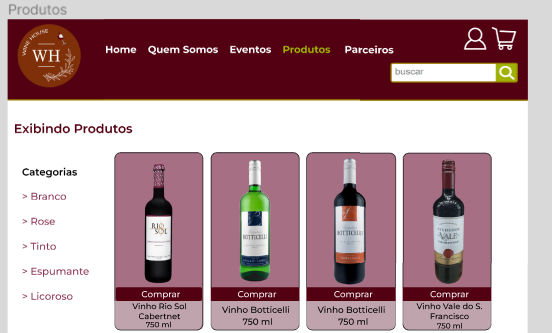 Produtos
WINE HOUSE
WH
Home Quem Somos Eventos Produtos Parceiros
buscar
Exibindo Produtos
Categorias
> Branco
> Rose
> Tinto
> Espumante
> Licoroso
RIO
SOL
BOTTICELLI
BOTTICELLI
VALE
Comprar Comprar Comprar Comprar
Vinho Rio Sol
Cabertnet
750 ml
Vinho Botticelli
750 ml
Vinho Botticelli
750 ml
Vinho Vale do S.
Francisco
750 ml